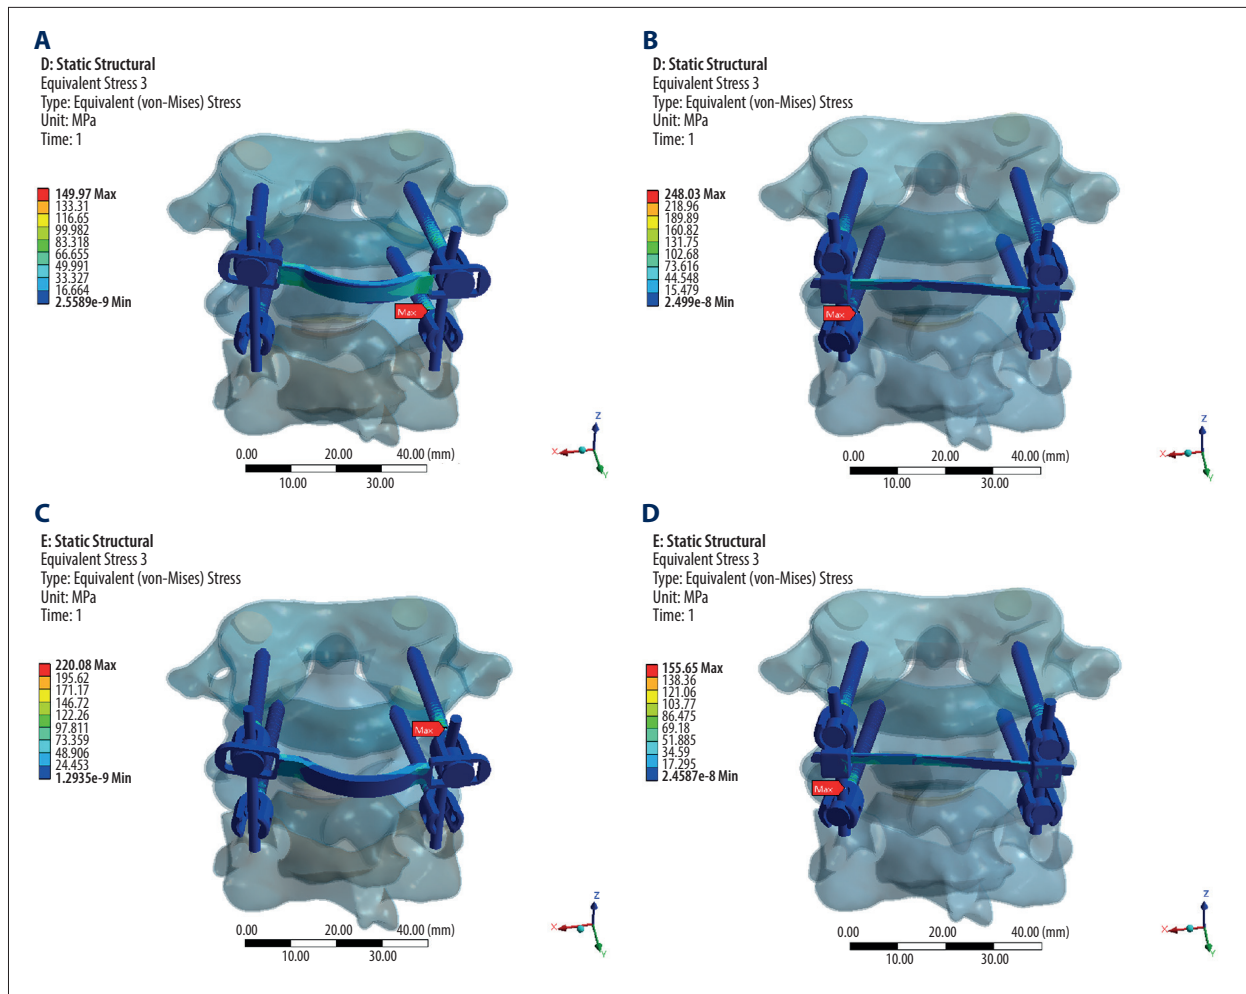 A
D: Static Structural
Equivalent Stress 3
Type: Equivalent (von-Mises) Stress
Unit: MPa
Time: 1
149.97 Max
133.31
116.65
99.982
83.318
66.655
49.991
33.327
16.664
2.5589e-9 Min
Max
0.00 20.00 40.00 (mm)
10.00 30.00
Z
X
Y
B
D: Static Structural
Equivalent Stress 3
Type: Equivalent (von-Mises) Stress
Unit: MPa
Time: 1
248.03 Max
218.96
189.89
160.82
131.75
102.68
73.616
44.548
15.479
2.499e-8 Min
Max
0.00 20.00 40.00 (mm)
10.00 30.00
Z
X
Y
C
E: Static Structural
Equivalent Stress 3
Type: Equivalent (von-Mises) Stress
Unit: MPa
Time: 1
220.08 Max
195.62
171.17
146.72
122.26
97.811
73.359
48.906
24.453
1.2935e-9 Min
Max
0.00 20.00 40.00 (mm)
10.00 30.00
Z
X
Y
D
E: Static Structural
Equivalent Stress 3
Type: Equivalent (von-Mises) Stress
Unit: MPa
Time: 1
155.65 Max
138.36
121.06
103.77
86.475
69.18
51.885
34.59
17.295
2.4587e-8 Min
Max
0.00 20.00 40.00 (mm)
10.00 30.00
Z
X
Y